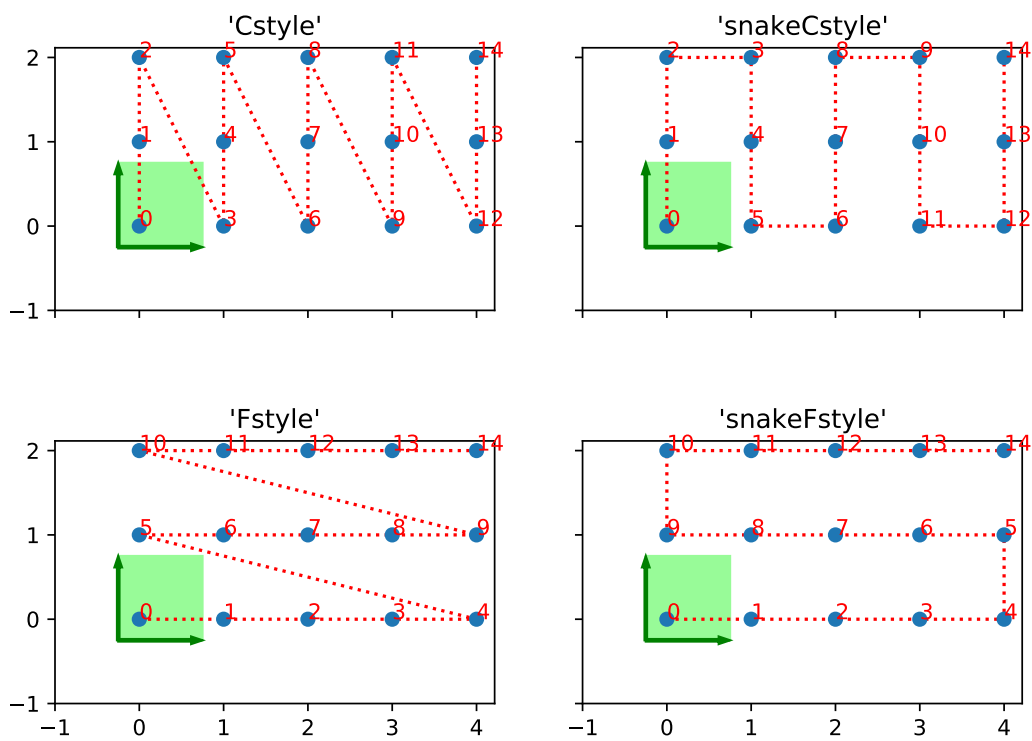 'Cstyle' 'snakeCstyle'
2 2 5 8 11 14 2 3 8 9 14
1 1 4 7 10 13 1 4 7 10 13
0 0 3 6 9 12 0 5 6 11 12
−1
'Fstyle' 'snakeFstyle'
2 10 11 12 13 14 10 11 12 13 14
1 5 6 7 8 9 9 8 7 6 5
0 0 1 2 3 4 0 1 2 3 4
−1
−1 0 1 2 3 4 −1 0 1 2 3 4